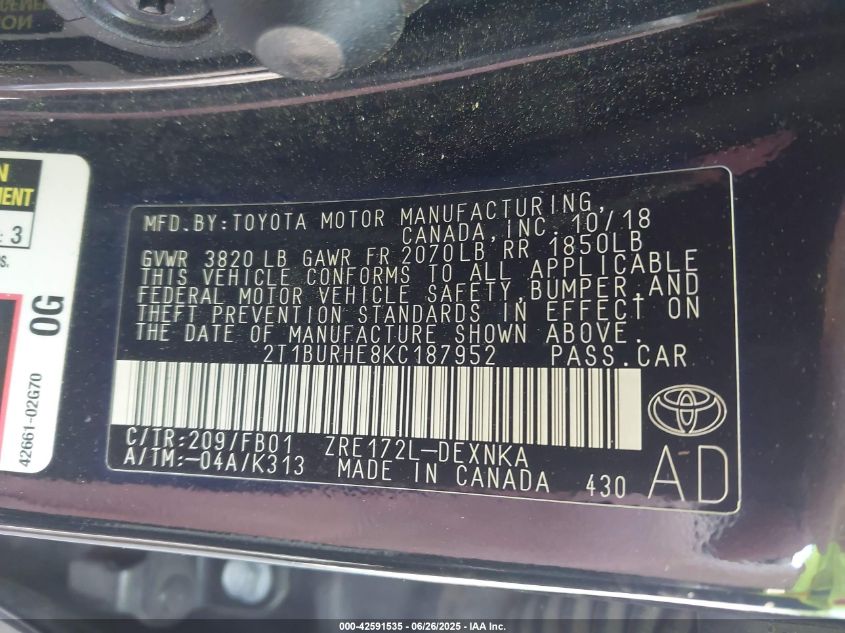 MFD.BY:TOYOTA MOTOR MANUFACTURING,
CANADA,INC. 10/18
GVWR 3820 LB GAWR FR 2070LB RR 1850LB
THIS VEHICLE CONFORMS TO ALL APPLICABLE
FEDERAL MOTOR VEHICLE SAFETY,BUMPER,AND
THEFT PREVENTION STANDARDS IN EFFECT ON
THE DATE OF MANUFACTURE SHOWN ABOVE.
2T1BURHE8KC187952 PASS.CAR
C/TR:209/FB01 ZRE172L-DEXNKA
A/TM:-04A/K313 MADE IN CANADA 430 AD
3
0G
42661-02G70
000-42591535 - 06/26/2025 - IAA Inc.